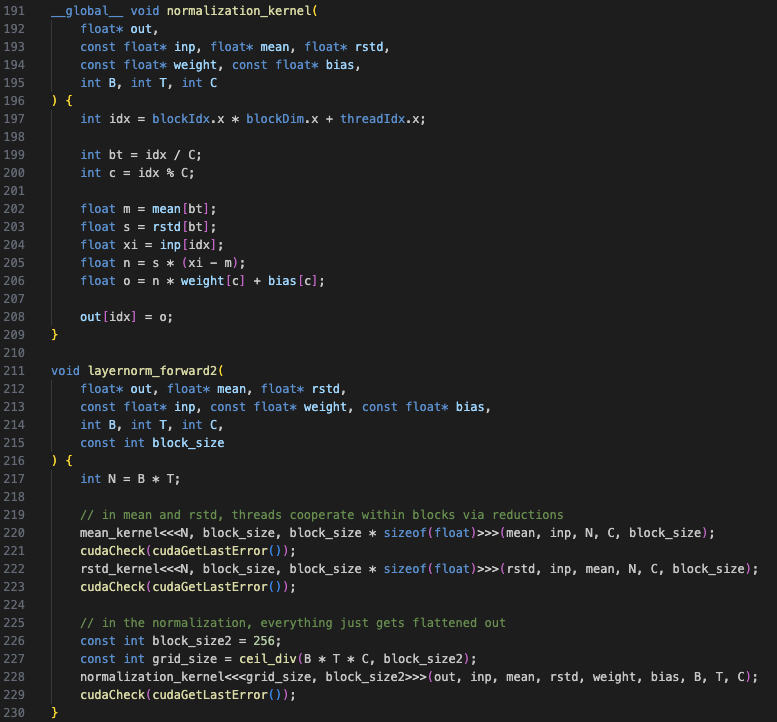 191 __global__ void normalization_kernel(
192     float* out,
193     const float* inp, float* mean, float* rstd,
194     const float* weight, const float* bias,
195     int B, int T, int C
196 ) {
197     int idx = blockIdx.x * blockDim.x + threadIdx.x;
198
199     int bt = idx / C;
200     int c = idx % C;
201
202     float m = mean[bt];
203     float s = rstd[bt];
204     float xi = inp[idx];
205     float n = s * (xi - m);
206     float o = n * weight[c] + bias[c];
207
208     out[idx] = o;
209 }
210
211 void layernorm_forward2(
212     float* out, float* mean, float* rstd,
213     const float* inp, const float* weight, const float* bias,
214     int B, int T, int C,
215     const int block_size
216 ) {
217     int N = B * T;
218
219     // in mean and rstd, threads cooperate within blocks via reductions
220     mean_kernel<<<N, block_size, block_size * sizeof(float)>>>(mean, inp, N, C, block_size);
221     cudaCheck(cudaGetLastError());
222     rstd_kernel<<<N, block_size, block_size * sizeof(float)>>>(rstd, inp, mean, N, C, block_size);
223     cudaCheck(cudaGetLastError());
224
225     // in the normalization, everything just gets flattened out
226     const int block_size2 = 256;
227     const int grid_size = ceil_div(B * T * C, block_size2);
228     normalization_kernel<<<grid_size, block_size2>>>(out, inp, mean, rstd, weight, bias, B, T, C);
229     cudaCheck(cudaGetLastError());
230 }